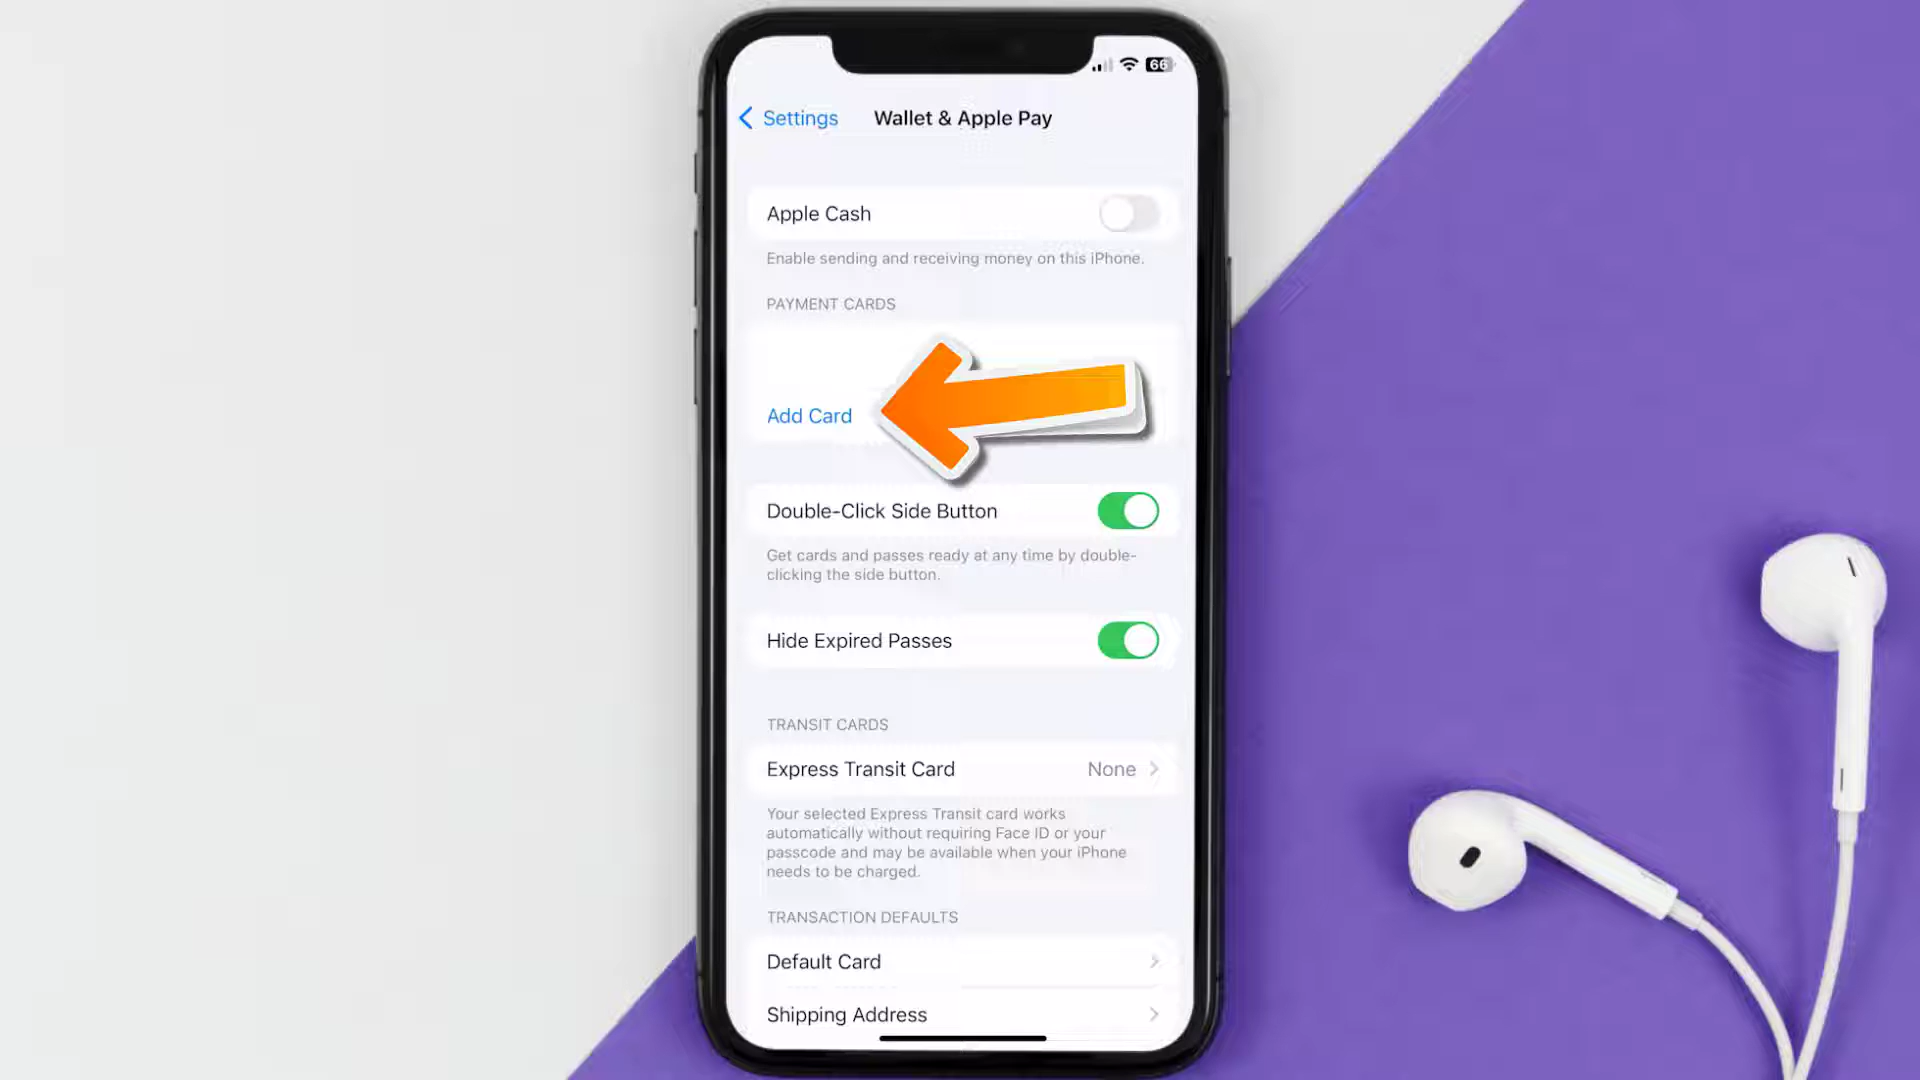 66
Settings
Wallet & Apple Pay
Apple Cash
Enable sending and receiving money on this iPhone.
PAYMENT CARDS
Add Card
Double-Click Side Button
Get cards and passes ready at any time by double-
clicking the side button.
Hide Expired Passes
TRANSIT CARDS
Express Transit Card
None
Your selected Express Transit card works
automatically without requiring Face ID or your
passcode and may be available when your iPhone
needs to be charged.
TRANSACTION DEFAULTS
Default Card
Shipping Address